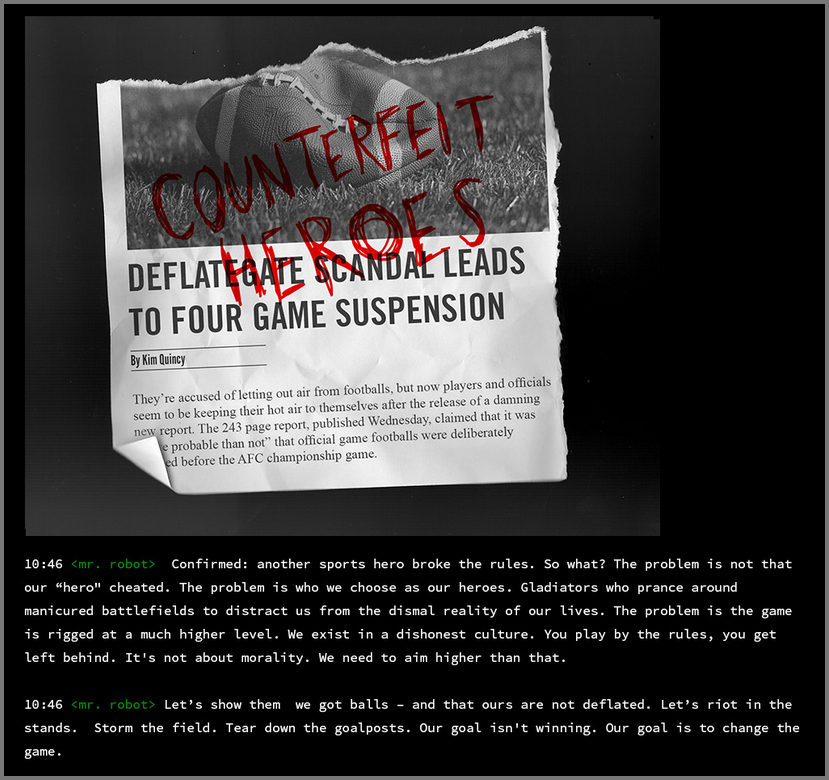 COUNTERFEIT
HEROES
DEFLATEGATE SCANDAL LEADS
TO FOUR GAME SUSPENSION
By Kim Quincy
They’re accused of letting out air from footballs, but now players and officials
seem to be keeping their hot air to themselves after the release of a damning
new report. The 243 page report, published Wednesday, claimed that it was
probable than not” that official game footballs were deliberately
before the AFC championship game.
10:46 <mr. robot>  Confirmed: another sports hero broke the rules. So what? The problem is not that
our “hero" cheated. The problem is who we choose as our heroes. Gladiators who prance around
manicured battlefields to distract us from the dismal reality of our lives. The problem is the game
is rigged at a much higher level. We exist in a dishonest culture. You play by the rules, you get
left behind. It's not about morality. We need to aim higher than that.
10:46 <mr. robot> Let’s show them  we got balls – and that ours are not deflated. Let’s riot in the
stands.  Storm the field. Tear down the goalposts. Our goal isn't winning. Our goal is to change the
game.